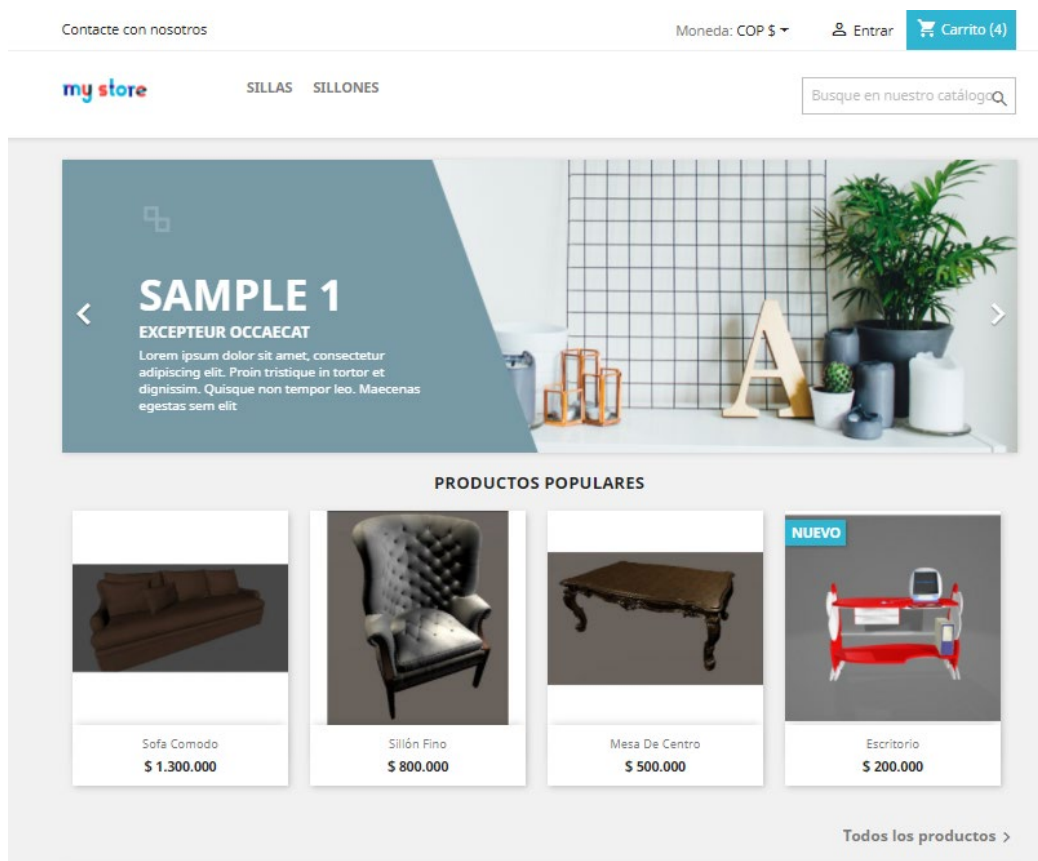 Contacte con nosotros
Moneda: COP $
Entrar
Carrito (4)
my store
SILLAS
SILLONES
Busque en nuestro catálogo
SAMPLE 1
EXCEPTEUR OCCAECAT
Lorem ipsum dolor sit amet, consectetur
adipiscing elit. Proin tristique in tortor et
dignissim. Quisque non tempor leo. Maecenas
egestas sem elit
A
PRODUCTOS POPULARES
NUEVO
Sofa Comodo
$ 1.300.000
Sillón Fino
$ 800.000
Mesa De Centro
$ 500.000
Escritorio
$ 200.000
Todos los productos